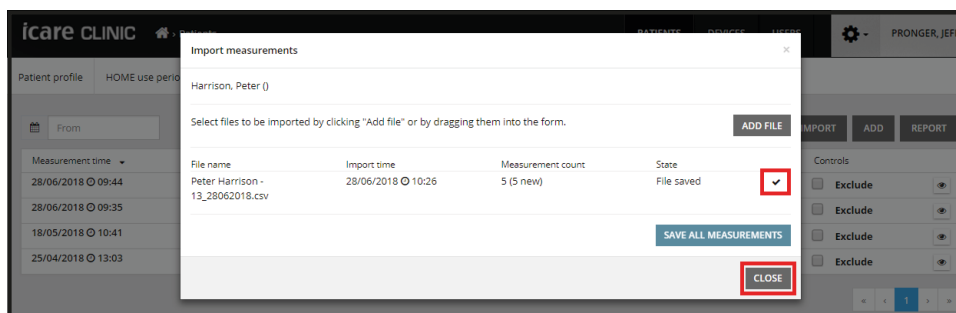 icare CLINIC
PATIENTS DEVICES USERS PRONGER, JEF
Import measurements ×
Patient profile HOME use perio
Harrison, Peter ()
Select files to be imported by clicking "Add file" or by dragging them into the form. ADD FILE
From IMPORT ADD REPORT
Measurement time File name Import time Measurement count State Controls
28/06/2018 09:44 Peter Harrison - 28/06/2018 10:26 5 (5 new) File saved Exclude
13_28062018.csv
28/06/2018 09:35 Exclude
18/05/2018 10:41 SAVE ALL MEASUREMENTS Exclude
25/04/2018 13:03 Exclude
CLOSE
« ‹ 1 › »